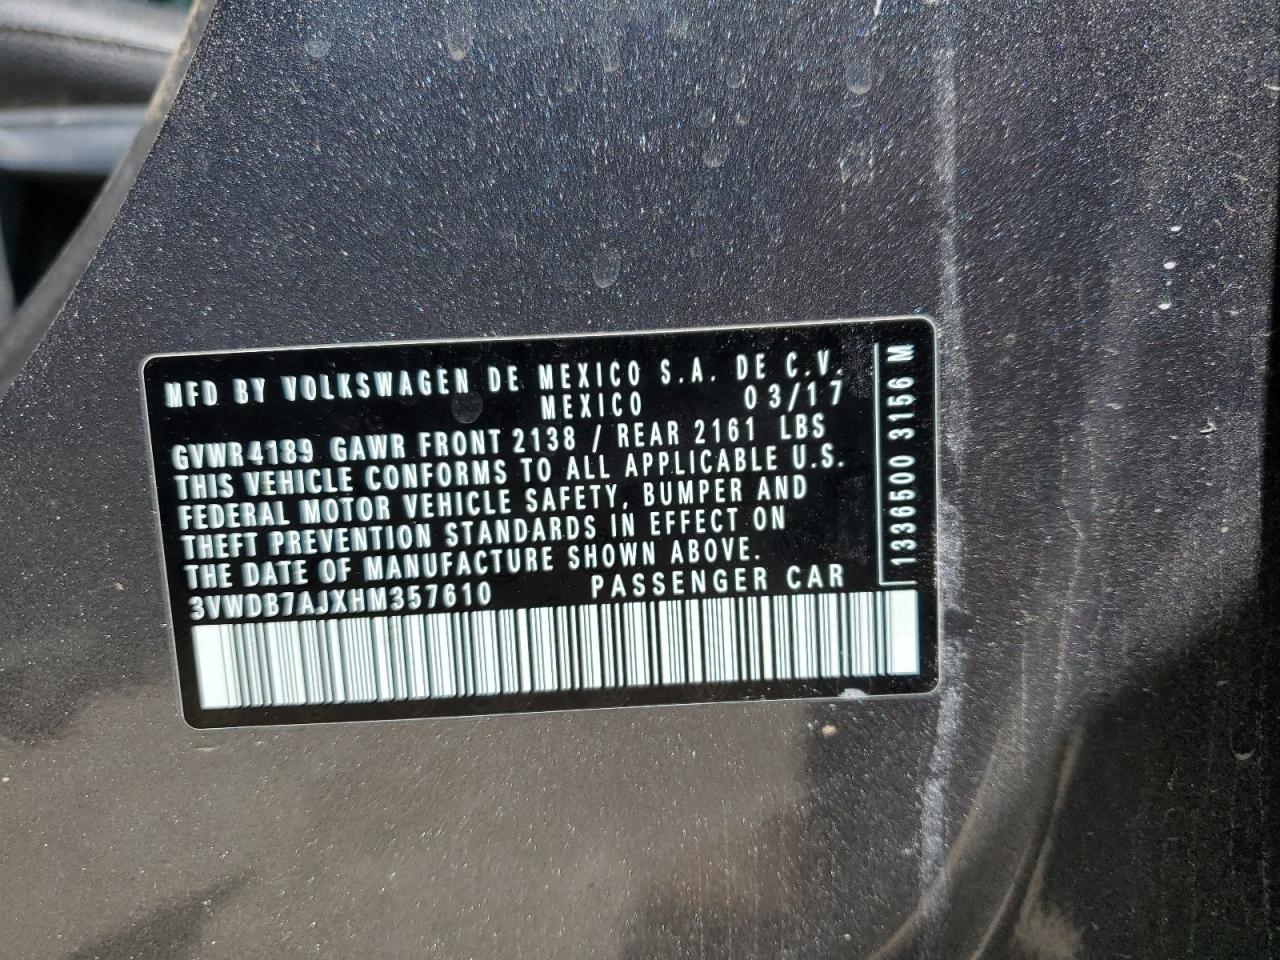 MFD BY VOLKSWAGEN DE MEXICO S.A. DE C.V.
MEXICO 03/17
GVWR4189 GAWR FRONT 2138 / REAR 2161 LBS
THIS VEHICLE CONFORMS TO ALL APPLICABLE U.S.
FEDERAL MOTOR VEHICLE SAFETY, BUMPER AND
THEFT PREVENTION STANDARDS IN EFFECT ON
THE DATE OF MANUFACTURE SHOWN ABOVE.
3VWDB7AJXHM357610 PASSENGER CAR
1336500 3156 M